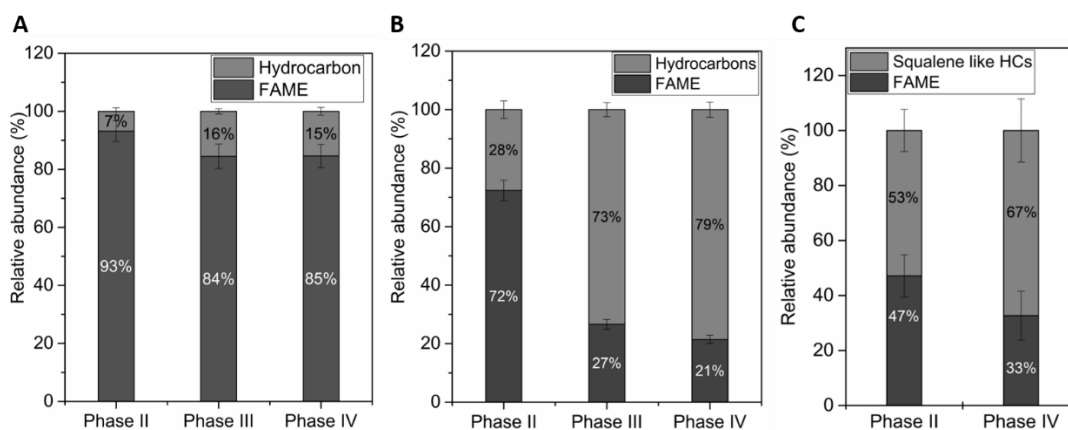 A
Relative abundance (%)
120
100
80
60
40
20
0
Hydrocarbon
FAME
7%
16%
15%
93%
84%
85%
Phase II
Phase III
Phase IV
B
Relative abundance (%)
120
100
80
60
40
20
0
Hydrocarbons
FAME
28%
73%
79%
72%
27%
21%
Phase II
Phase III
Phase IV
C
Relative abundance (%)
120
100
80
60
40
20
0
Squalene like HCs
FAME
53%
67%
47%
33%
Phase II
Phase IV